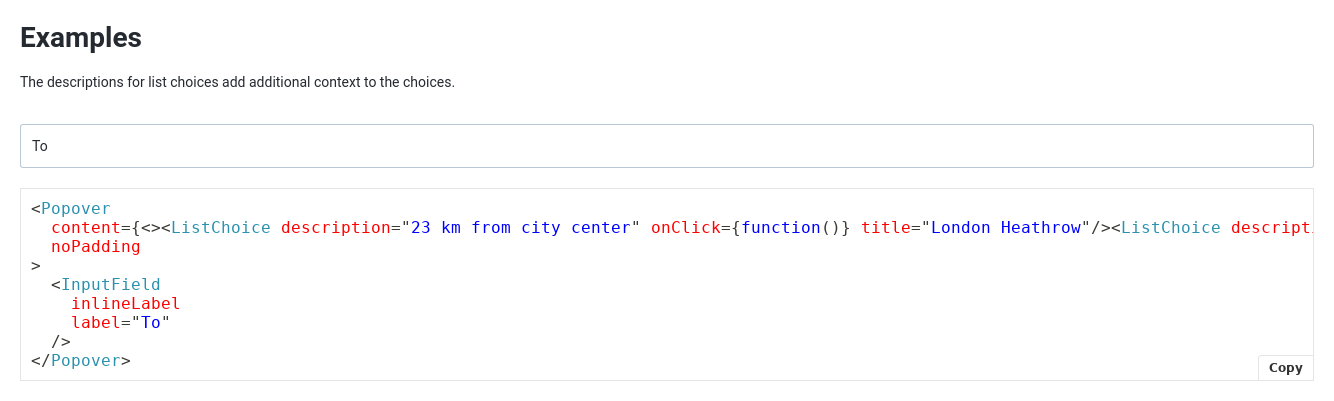 Examples
The descriptions for list choices add additional context to the choices.
To
<Popover
  content={<><ListChoice description="23 km from city center" onClick={function()} title="London Heathrow"/><ListChoice descript
  noPadding
>
  <InputField
    inlineLabel
    label="To"
  />
</Popover>
Copy